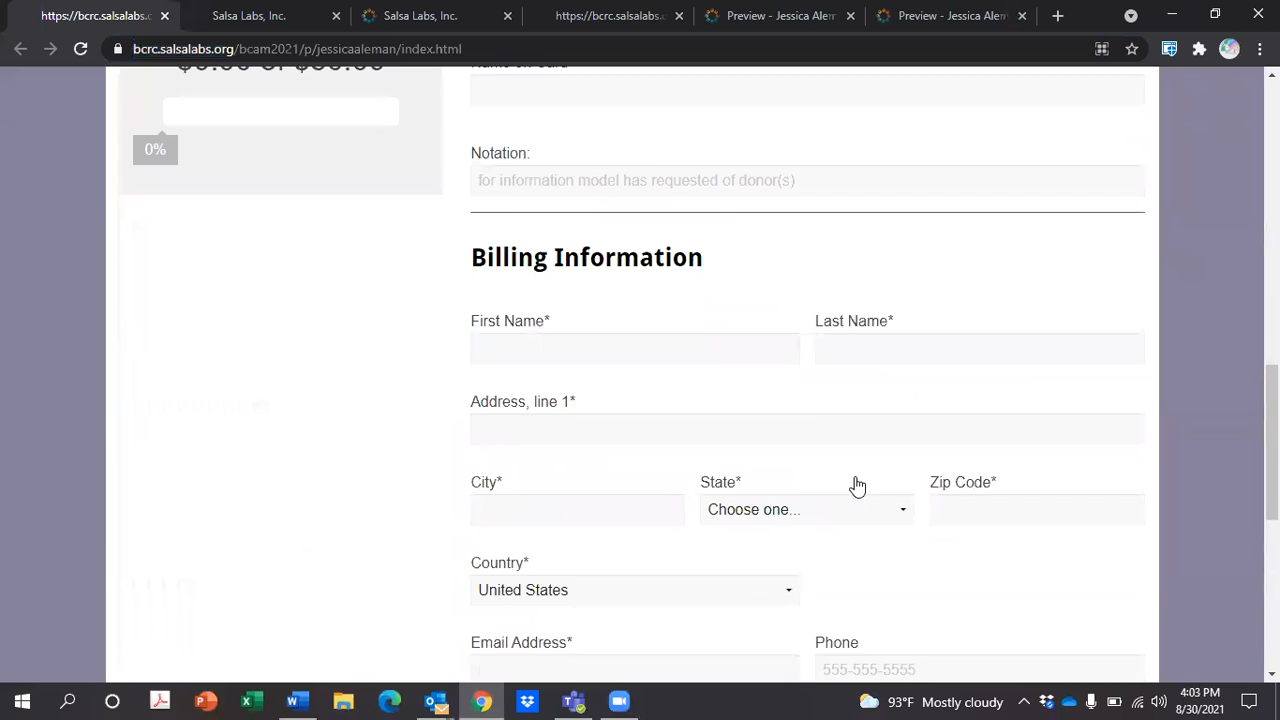 https://bcrc.salsalabs.c
Salsa Labs, Inc.
Salsa Labs, Inc.
https://bcrc.salsalabs.c
Preview - Jessica Alem
Preview - Jessica Alem
bcrc.salsalabs.org/bcam2021/p/jessicaaleman/index.html
0%
Notation:
for information model has requested of donor(s)
Billing Information
First Name* Last Name*
Address, line 1*
City* State* Zip Code*
Choose one...
Country*
United States
Email Address* Phone
555-555-5555
93°F Mostly cloudy
4:03 PM
8/30/2021